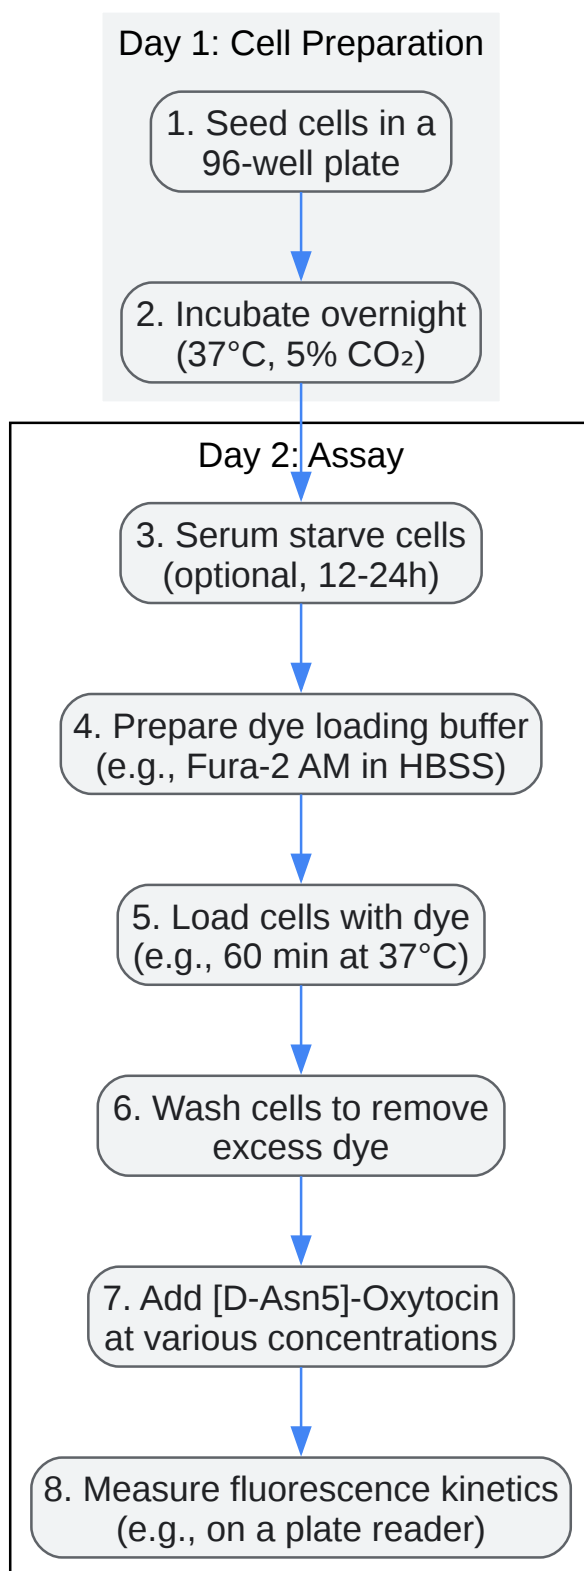 Day 1: Cell Preparation
1. Seed cells in a
96-well plate
2. Incubate overnight
(37°C, 5% CO₂)
Day 2: Assay
3. Serum starve cells
(optional, 12-24h)
4. Prepare dye loading buffer
(e.g., Fura-2 AM in HBSS)
5. Load cells with dye
(e.g., 60 min at 37°C)
6. Wash cells to remove
excess dye
7. Add [D-Asn5]-Oxytocin
at various concentrations
8. Measure fluorescence kinetics
(e.g., on a plate reader)